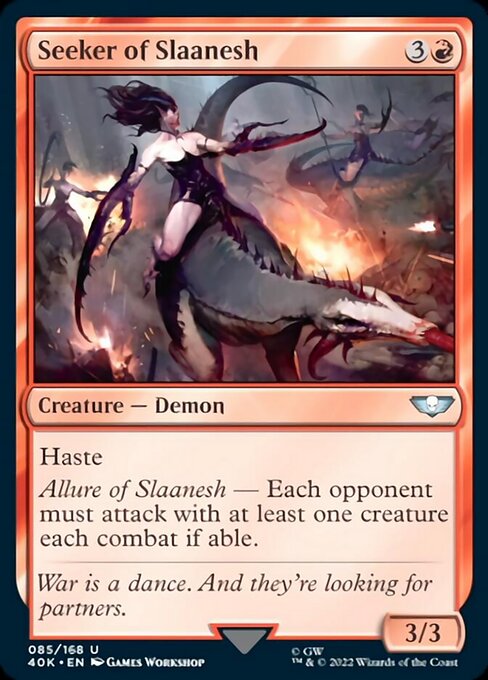 Seeker of Slaanesh 3
Creature — Demon
Haste
Allure of Slaanesh — Each opponent
must attack with at least one creature
each combat if able.
War is a dance. And they're looking for
partners.
3/3
085/168 U
40K • EN Games Workshop
© GW
™ & © 2022 Wizards of the Coast